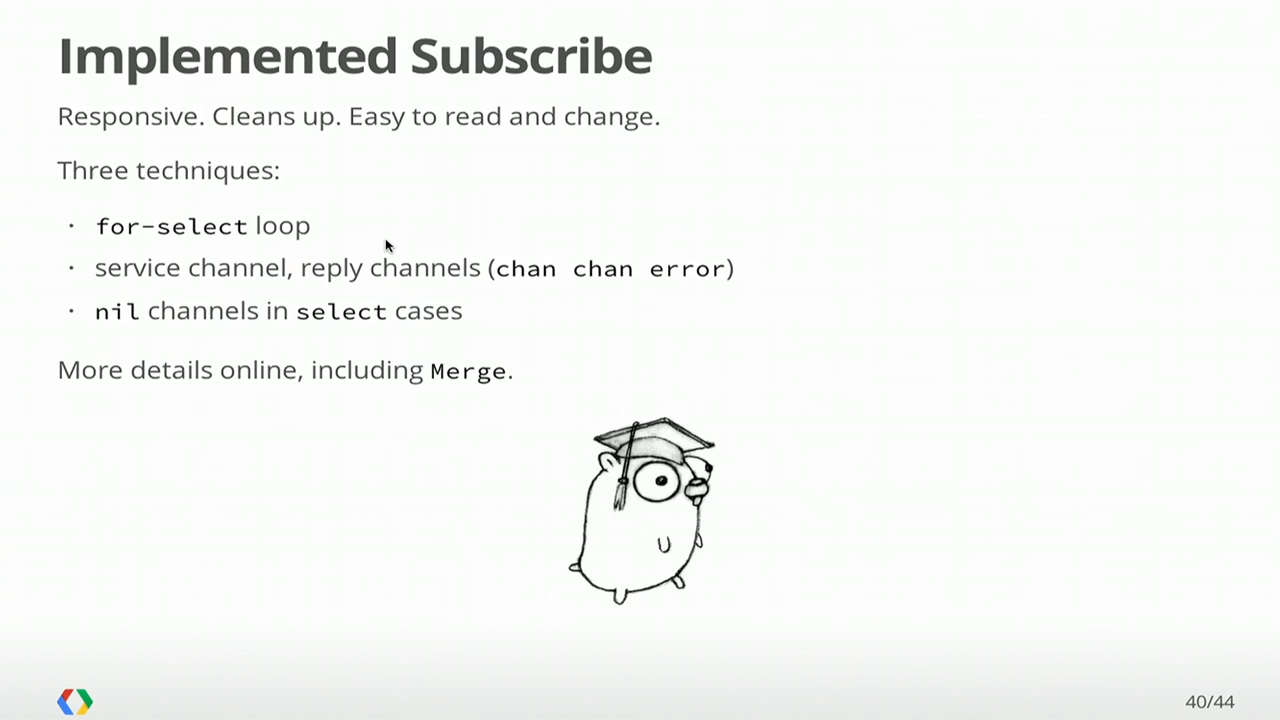 Implemented Subscribe
Responsive. Cleans up. Easy to read and change.
Three techniques:
· for-select loop
· service channel, reply channels (chan chan error)
· nil channels in select cases
More details online, including Merge.
40/44